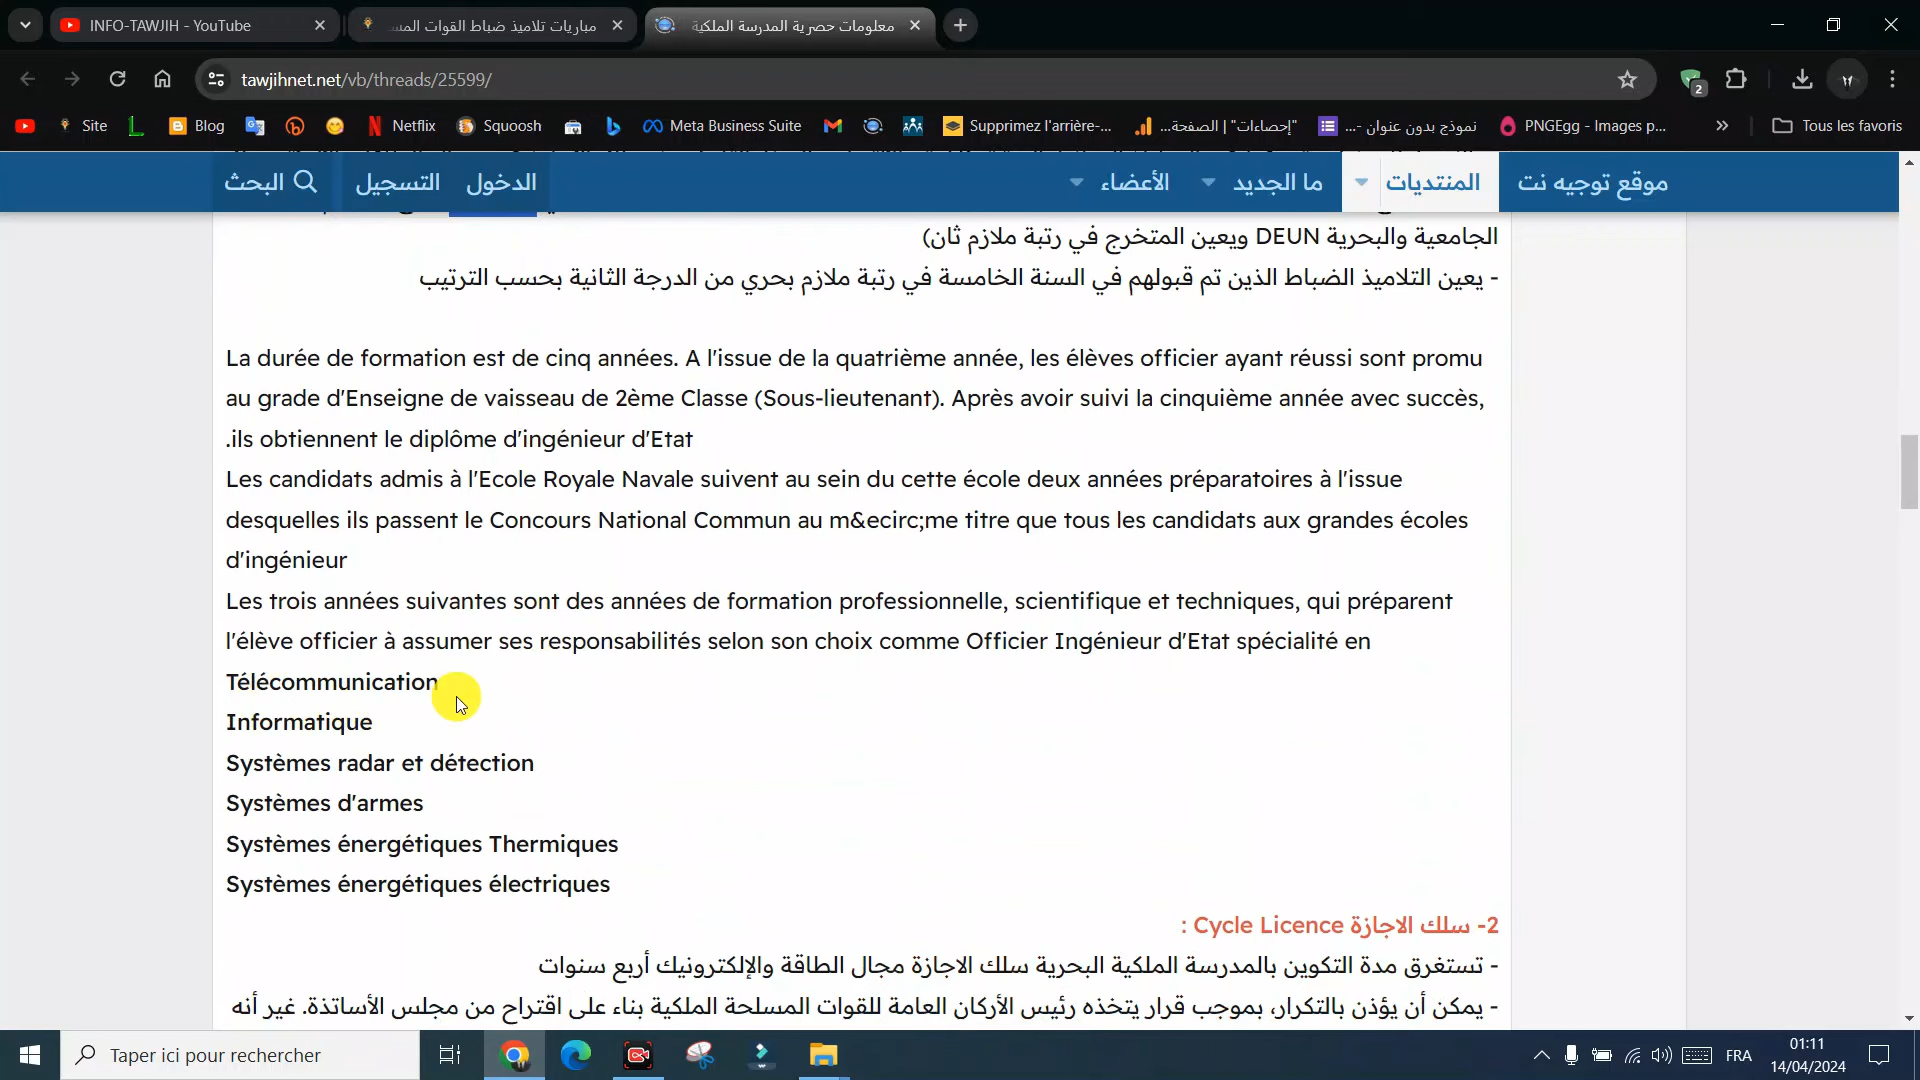 INFO-TAWJIH - YouTube
مباريات تلاميذ ضباط القوات المس
معلومات حصرية المدرسة الملكية
tawjihnet.net/vb/threads/25599/
2
Site
Blog
Netflix
Squoosh
Meta Business Suite
Supprimez l'arrière-...
إحصاءات" | الصفحة...
نموذج بدون عنوان -...
PNGEgg - Images p...
Tous les favoris
موقع توجيه نت
المنتديات
ما الجديد
الأعضاء
الدخول
التسجيل
البحث
الجامعية والبحرية DEUN ويعين المتخرج في رتبة ملازم ثان)
- يعين التلاميذ الضباط الذين تم قبولهم في السنة الخامسة في رتبة ملازم بحري من الدرجة الثانية بحسب الترتيب
La durée de formation est de cinq années. A l'issue de la quatrième année, les élèves officier ayant réussi sont promu
au grade d'Enseigne de vaisseau de 2ème Classe (Sous-lieutenant). Après avoir suivi la cinquième année avec succès,
.ils obtiennent le diplôme d'ingénieur d'Etat
Les candidats admis à l'Ecole Royale Navale suivent au sein du cette école deux années préparatoires à l'issue
desquelles ils passent le Concours National Commun au m&ecirc;me titre que tous les candidats aux grandes écoles
d'ingénieur
Les trois années suivantes sont des années de formation professionnelle, scientifique et techniques, qui préparent
l'élève officier à assumer ses responsabilités selon son choix comme Officier Ingénieur d'Etat spécialité en
Télécommunication
Informatique
Systèmes radar et détection
Systèmes d'armes
Systèmes énergétiques Thermiques
Systèmes énergétiques électriques
2- سلك الاجازة Cycle Licence :
- تستغرق مدة التكوين بالمدرسة الملكية البحرية سلك الاجازة مجال الطاقة والإلكترونيك أربع سنوات
- يمكن أن يؤذن بالتكرار، بموجب قرار يتخذه رئيس الأركان العامة للقوات المسلحة الملكية بناء على اقتراح من مجلس الأساتذة. غير أنه
Taper ici pour rechercher
FRA
01:11
14/04/2024